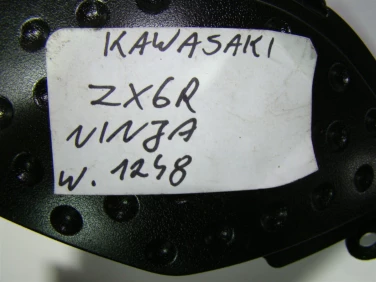 KAWASAKI
ZX6R
NINJA
W. 1248